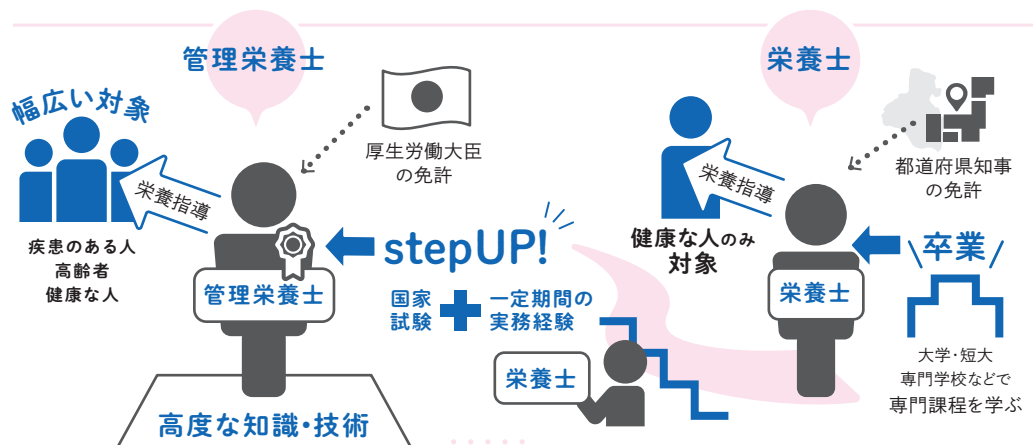 管理栄養士
幅広い対象
栄養指導
厚生労働大臣
の免許
疾患のある人
高齢者
健康な人
管理栄養士
stepUP!
国家
試験
一定期間の
実務経験
栄養士
高度な知識・技術
栄養士
栄養指導
都道府県知事
の免許
健康な人のみ
対象
栄養士
卒業
大学・短大
専門学校などで
専門課程を学ぶ